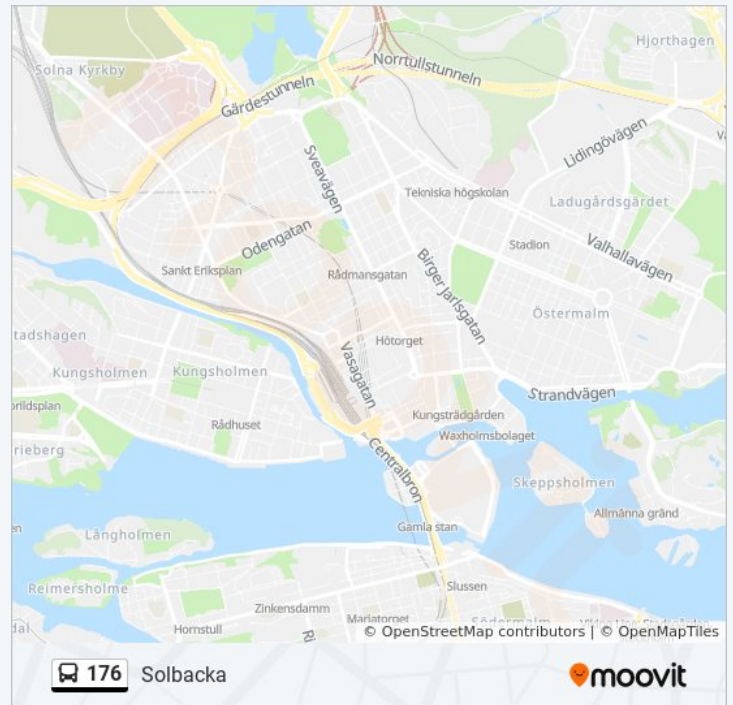 Hjorthagen
Solna Kyrkby
Norrtullstunneln
Gärdestunneln
Lidingövägen
Sveavägen
Tekniska högskolan
Ladugårdsgärdet
Odengatan
Stadion
Valhallavägen
Sankt Eriksplan
Rådmansgatan
Birger Jarlsgatan
Östermalm
tadshagen
Vasagatan
Hötorget
Kungsholmen
Kungsholmen
Strandvägen
Kungsträdgården
Rådhuset
Waxholmsbolaget
rieberg
Centralbron
Skeppsholmen
Allmänna gränd
Gamla stan
Långholmen
Reimersholme
Slussen
Zinkensdamm
Mariatorget
dal
Hornstull
© OpenStreetMap contributors | © OpenMapTiles
176 Solbacka
moovit